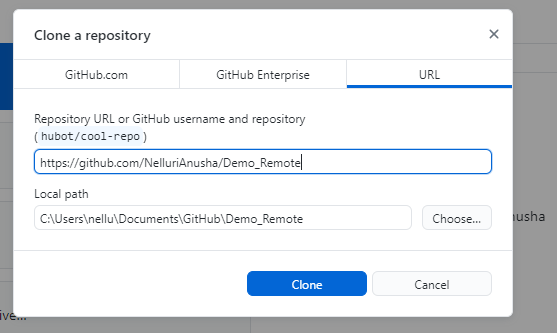 Clone a repository
GitHub.com
GitHub Enterprise
URL
Repository URL or GitHub username and repository
(hubot/cool-repo)
https://github.com/NelluriAnusha/Demo_Remote
Local path
C:\Users\nellu\Documents\GitHub\Demo_Remote
Choose...
nusha
Clone
Cancel
ive...